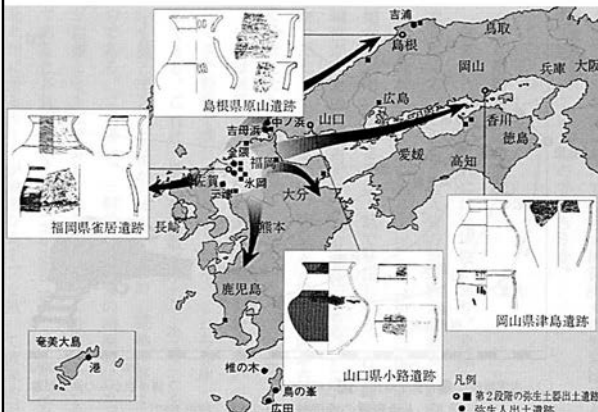 吉浦
鳥取
島根
岡山
兵庫
大阪
島根県原山遺跡
中ノ浜
山口
広島
吉母浜
香川
徳島
金隈
福岡
愛媛
高知
佐賀
大分
福岡県雀居遺跡
長崎
熊本
鹿児島
岡山県津島遺跡
奄美大島
港
山口県小路遺跡
椎の木
鳥の峯
広田
凡例
○■ 第2段階の弥生土器出土遺跡
● 弥生人出土遺跡